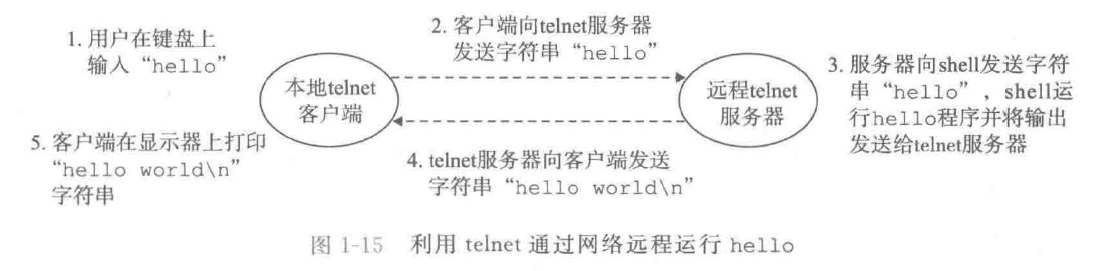 1. 用户在键盘上
输入“hello”
本地telnet
客户端
2. 客户端向telnet服务器
发送字符串“hello”
远程telnet
服务器
3. 服务器向shell发送字符
串“hello”，shell运
行hello程序并将输出
发送给telnet服务器
4. telnet服务器向客户端发送
字符串“hello world\n”
5. 客户端在显示器上打印
“hello world\n”
字符串
图 1-15 利用 telnet 通过网络远程运行 hello